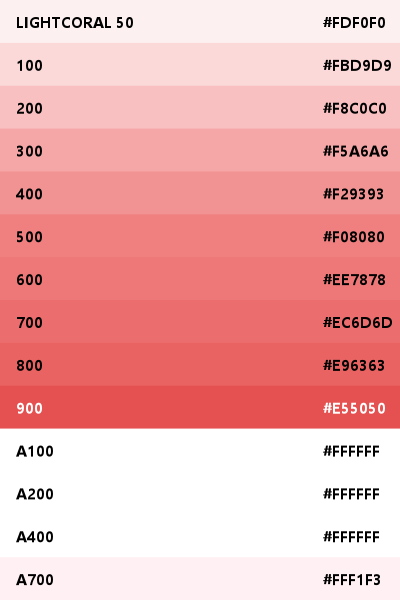 LIGHTCORAL 50 #FDF0F0
100 #FBD9D9
200 #F8C0C0
300 #F5A6A6
400 #F29393
500 #F08080
600 #EE7878
700 #EC6D6D
800 #E96363
900 #E55050
A100 #FFFFFF
A200 #FFFFFF
A400 #FFFFFF
A700 #FFF1F3